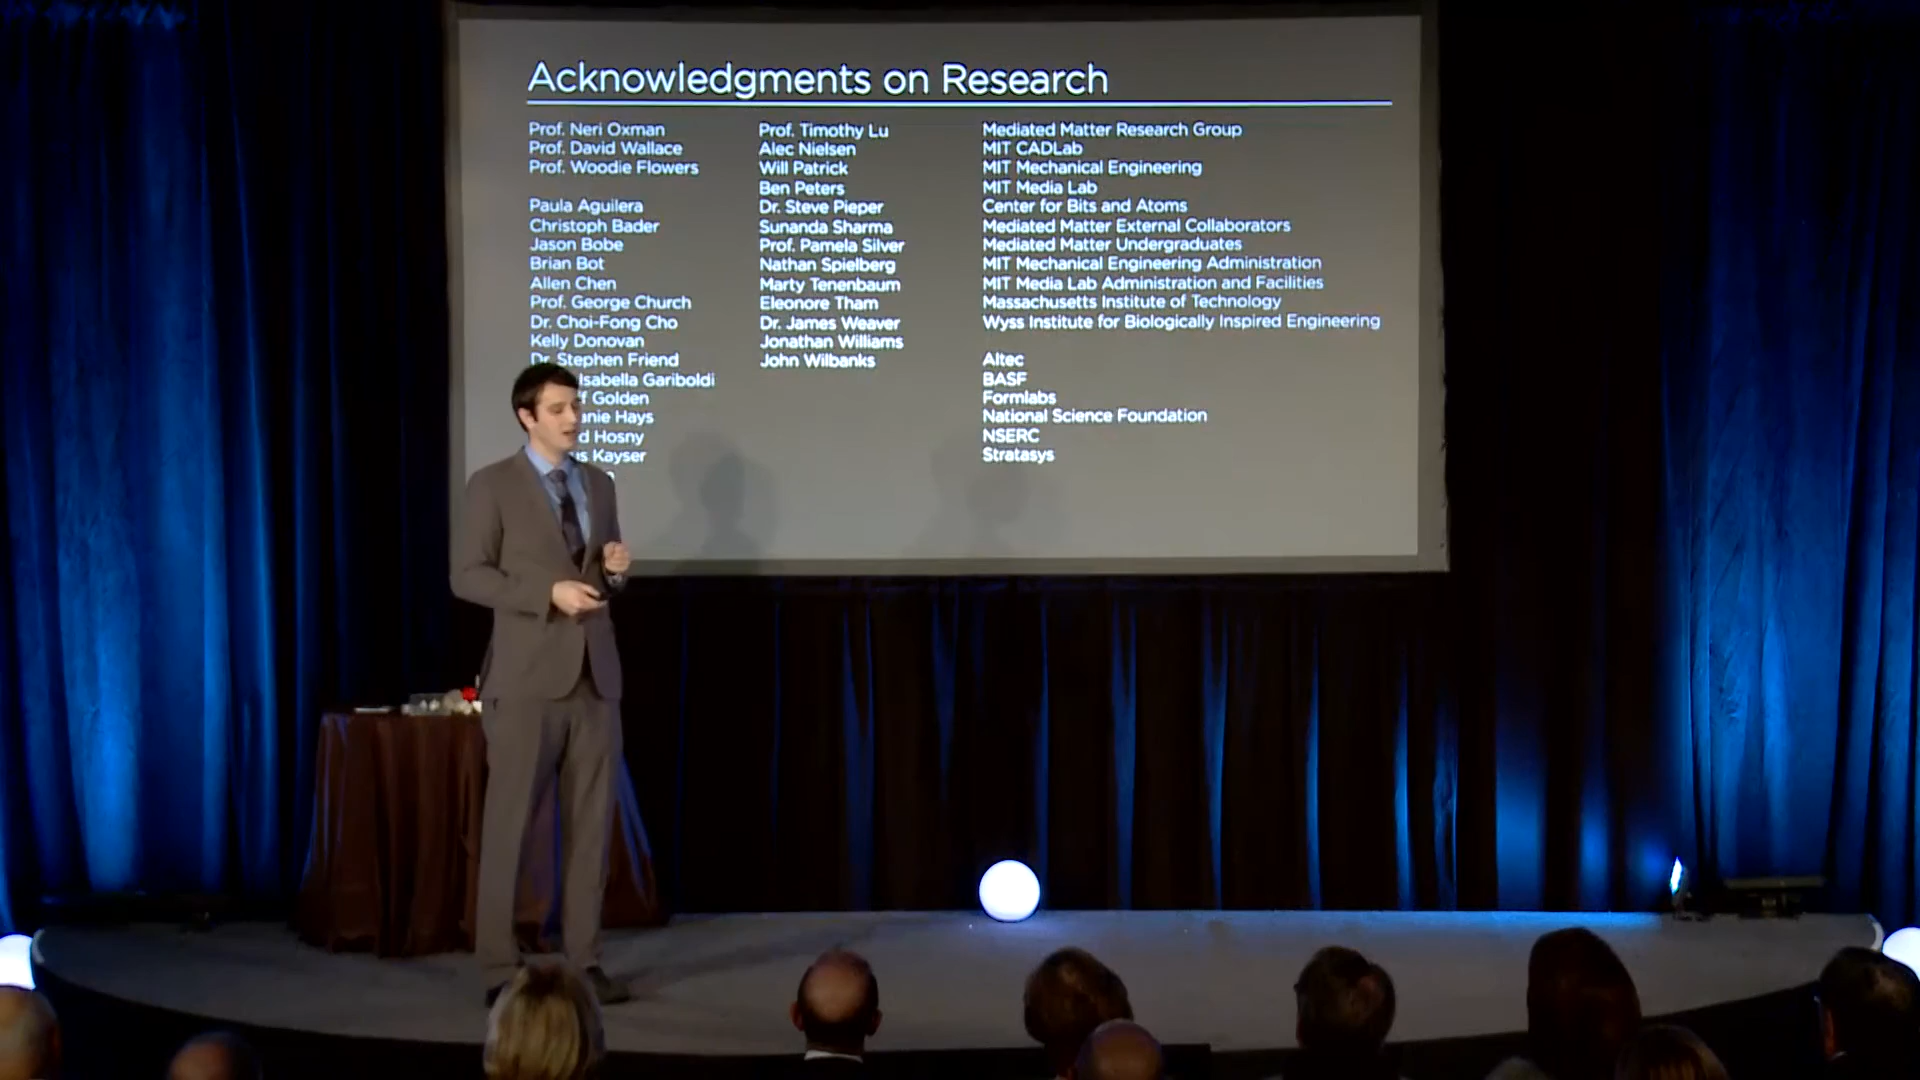 Acknowledgments on Research
Prof. Neri Oxman
Prof. David Wallace
Prof. Woodie Flowers
Paula Aguilera
Christoph Bader
Jason Bobe
Brian Bot
Allen Chen
Prof. George Church
Dr. Choi-Fong Cho
Kelly Donovan
Dr. Stephen Friend
Isabella Gariboldi
Golden
Hays
Hosny
Kayser
Prof. Timothy Lu
Alec Nielsen
Will Patrick
Ben Peters
Dr. Steve Pieper
Sunanda Sharma
Prof. Pamela Silver
Nathan Spielberg
Marty Tenenbaum
Eleonore Tham
Dr. James Weaver
Jonathan Williams
John Wilbanks
Mediated Matter Research Group
MIT CADLab
MIT Mechanical Engineering
MIT Media Lab
Center for Bits and Atoms
Mediated Matter External Collaborators
Mediated Matter Undergraduates
MIT Mechanical Engineering Administration
MIT Media Lab Administration and Facilities
Massachusetts Institute of Technology
Wyss Institute for Biologically Inspired Engineering
Altec
BASF
Formlabs
National Science Foundation
NSERC
Stratasys